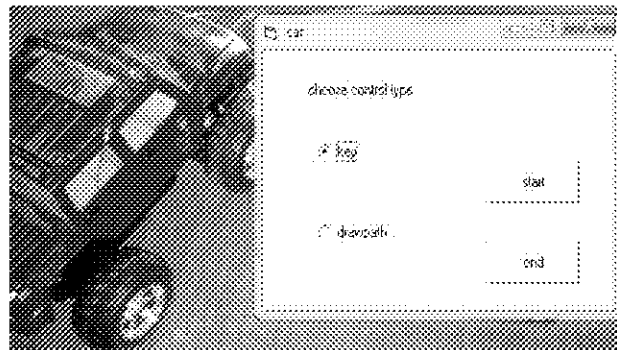 car
choose control type
key
start
drawpath
end